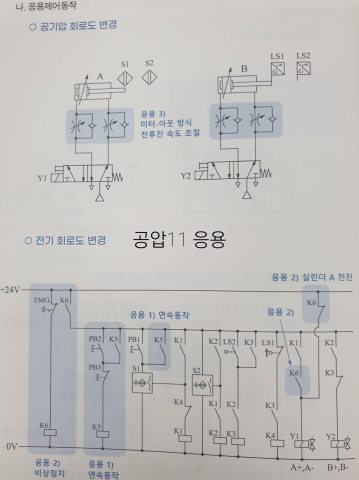 나. 응용제어동작
○ 공기압 회로도 변경
S1 S2
A
LS1 LS2
B
응용 3)
미터-아웃 방식
전후진 속도 조절
Y1
Y2
○ 전기 회로도 변경
공압11 응용
응용 2) 실린더 A 전진
+24V
EMG K6
K6
응용 1) 연속동작
응용 2)
PB2 K5 PB1 K5 K1 K2 LS2 K3 LS1 K1 K2
PB3
S1
S2
K6
K3
K4 K1 K2 K3
K6 K5 K1 K2 K3 K4 Y1 Y2
0V
A+,A- B+,B-
응용 2)
비상정지
응용 1)
연속동작